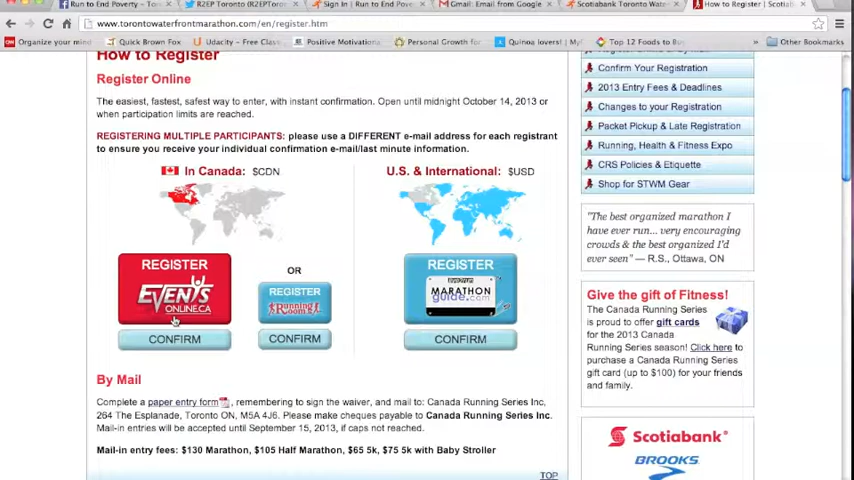 Run to End Poverty – Tor
R2EP Toronto (R2EPToron
Sign In | Run to End Pove
Gmail: Email from Google
Scotiabank Toronto Water
How to Register | Scotiab
www.torontowaterfrontmarathon.com/en/register.htm
Organize your mine
Quick Brown Fox
Udacity – Free Class
Positive Motivationa
Personal Growth for
Quinoa lovers! | My
Top 12 Foods to Bu
»
Other Bookmarks
How to Register
Register Online
The easiest, fastest, safest way to enter, with instant confirmation. Open until midnight October 14, 2013 or
when participation limits are reached.
REGISTERING MULTIPLE PARTICIPANTS: please use a DIFFERENT e-mail address for each registrant
to ensure you receive your individual confirmation e-mail/last minute information.
In Canada: $CDN
U.S. & International: $USD
REGISTER
EVENTS
ONLINE.CA
CONFIRM
OR
REGISTER
Running
Room
CONFIRM
REGISTER
MARATHON
guide.com
CONFIRM
By Mail
Complete a paper entry form, remembering to sign the waiver, and mail to: Canada Running Series Inc,
264 The Esplanade, Toronto ON, M5A 4J6. Please make cheques payable to Canada Running Series Inc.
Mail-in entries will be accepted until September 15, 2013, if caps not reached.
Mail-in entry fees: $130 Marathon, $105 Half Marathon, $65 5k, $75 5k with Baby Stroller
TOP
Confirm Your Registration
2013 Entry Fees & Deadlines
Changes to your Registration
Packet Pickup & Late Registration
Running, Health & Fitness Expo
CRS Policies & Etiquette
Shop for STWM Gear
"The best organized marathon I
have ever run... very encouraging
crowds & the best organized I'd
ever seen" — R.S., Ottawa, ON
Give the gift of Fitness!
The Canada Running Series
is proud to offer gift cards
for the 2013 Canada
Running Series season! Click here to
purchase a Canada Running Series
gift card (up to $100) for your friends
and family.
Scotiabank
BROOKS